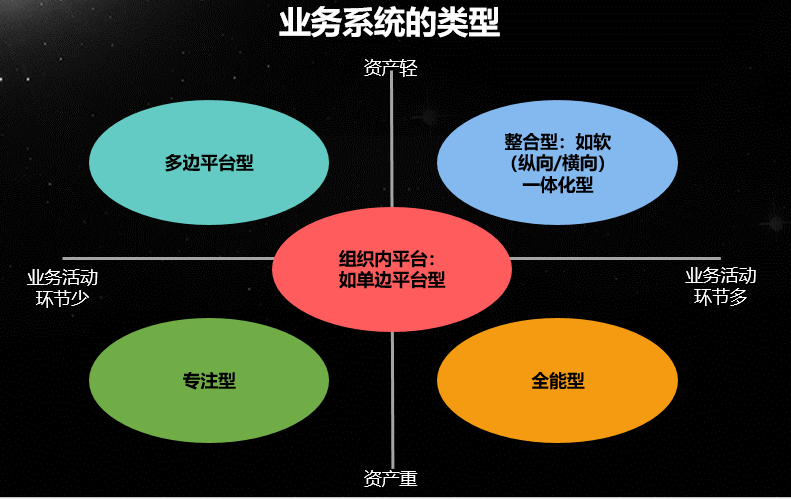 业务系统的类型
资产轻
多边平台型
整合型：如软
（纵向/横向）
一体化型
组织内平台：
如单边平台型
业务活动
环节少
业务活动
环节多
专注型
全能型
资产重